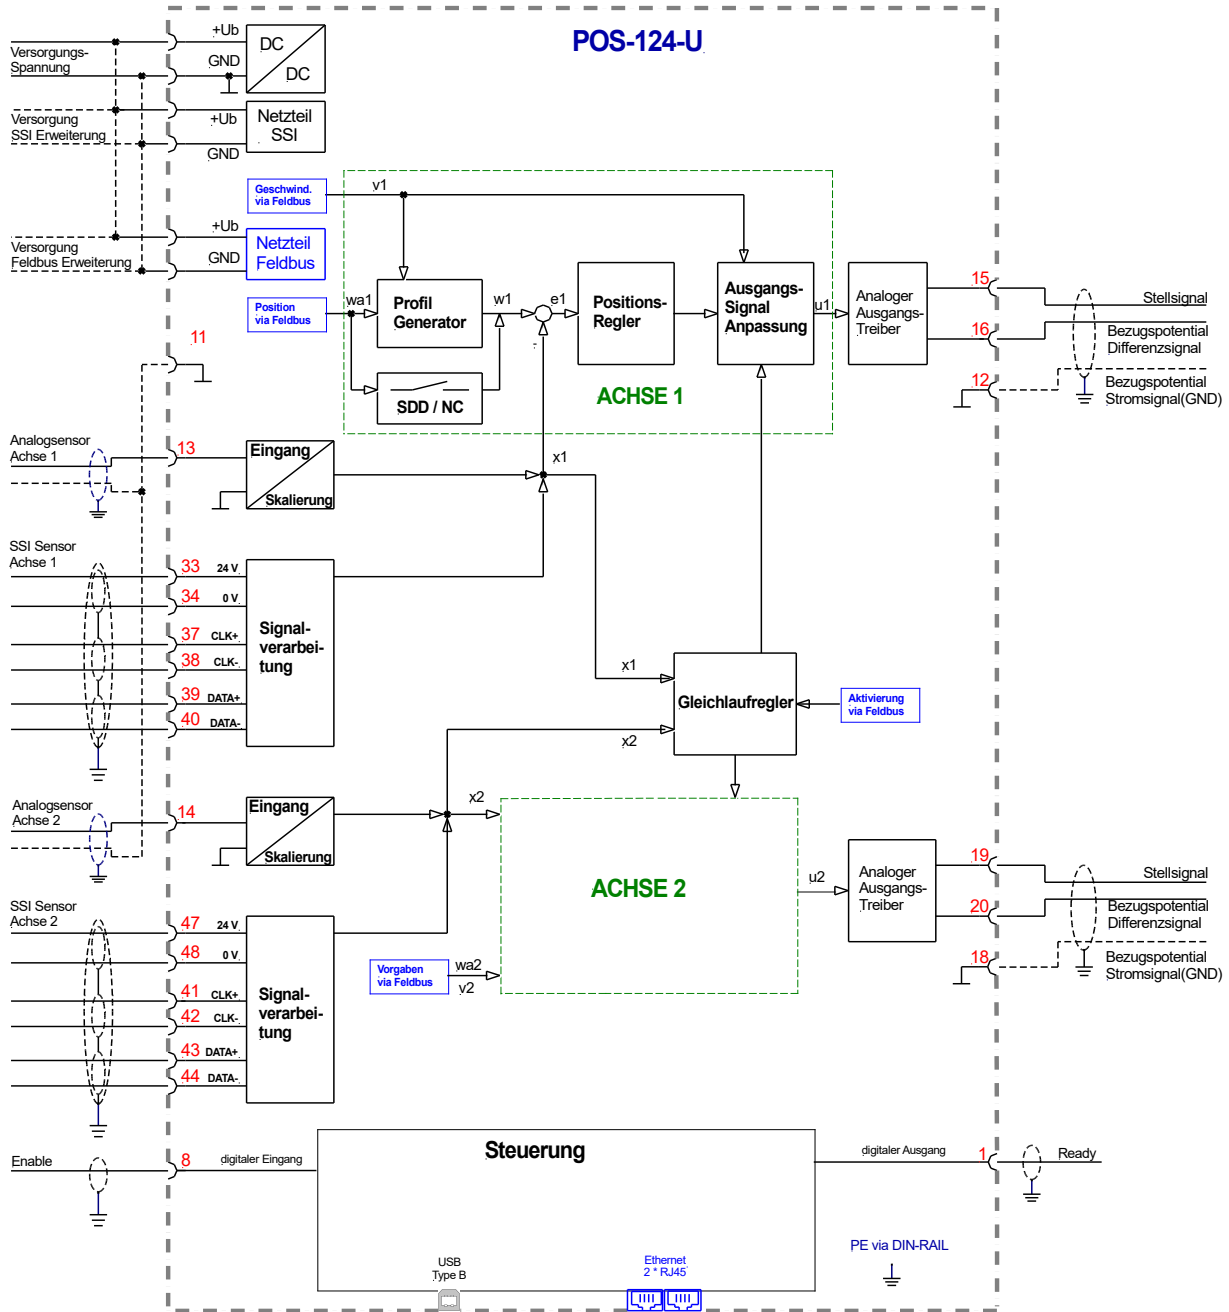 POS-124-U
+Ub
DC
Versorgungs-
Spannung
GND
DC
Versorgung
SSI Erweiterung
+Ub
Netzteil
SSI
GND
Geschwind.
via Feldbus
v1
+Ub
Versorgung
Feldbus Erweiterung
GND
Netzteil
Feldbus
Position
via Feldbus
wa1
Profil
Generator
w1
e1
-
Positions-
Regler
Ausgangs-
Signal
Anpassung
u1
Analoger
Ausgangs-
Treiber
15
Stellsignal
16
Bezugspotential
Differenzsignal
12
Bezugspotential
Stromsignal(GND)
11
SDD / NC
ACHSE 1
Analogsensor
Achse 1
13
Eingang
Skalierung
x1
SSI Sensor
Achse 1
33
24 V
34
0 V
37
CLK+
38
CLK-
39
DATA+
40
DATA-
Signal-
verarbei-
tung
x1
x2
Gleichlaufregler
Aktivierung
via Feldbus
Analogsensor
Achse 2
14
Eingang
Skalierung
x2
ACHSE 2
u2
Analoger
Ausgangs-
Treiber
19
Stellsignal
20
Bezugspotential
Differenzsignal
18
Bezugspotential
Stromsignal(GND)
SSI Sensor
Achse 2
47
24 V
48
0 V
41
CLK+
42
CLK-
43
DATA+
44
DATA-
Signal-
verarbei-
tung
Vorgaben
via Feldbus
wa2
v2
Enable
8
digitaler Eingang
Steuerung
digitaler Ausgang
1
Ready
USB
Type B
Ethernet
2 * RJ45
PE via DIN-RAIL